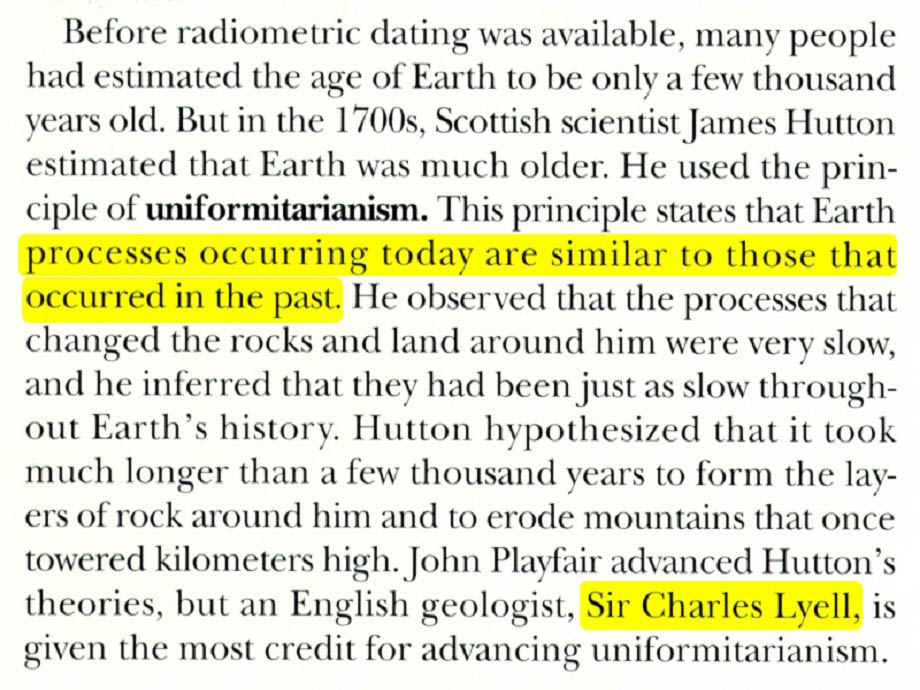 Before radiometric dating was available, many people
had estimated the age of Earth to be only a few thousand
years old. But in the 1700s, Scottish scientist James Hutton
estimated that Earth was much older. He used the prin-
ciple of uniformitarianism. This principle states that Earth
processes occurring today are similar to those that
occurred in the past. He observed that the processes that
changed the rocks and land around him were very slow,
and he inferred that they had been just as slow through-
out Earth's history. Hutton hypothesized that it took
much longer than a few thousand years to form the lay-
ers of rock around him and to erode mountains that once
towered kilometers high. John Playfair advanced Hutton's
theories, but an English geologist, Sir Charles Lyell, is
given the most credit for advancing uniformitarianism.